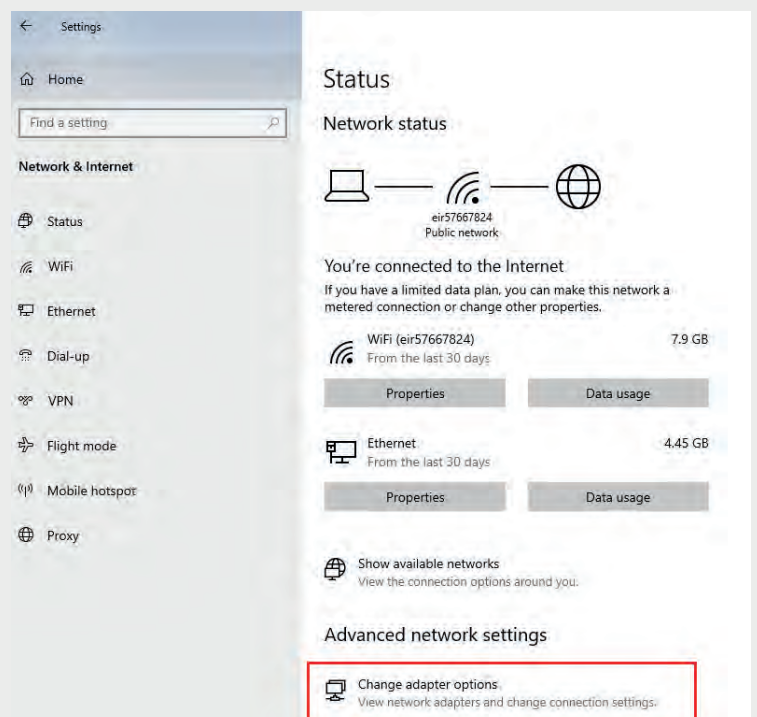 Settings
Home
Find a setting
Network & Internet
Status
WiFi
Ethernet
Dial-up
VPN
Flight mode
Mobile hotspot
Proxy
Status
Network status
eir57667824
Public network
You're connected to the Internet
If you have a limited data plan, you can make this network a
metered connection or change other properties.
WiFi (eir57667824) 7.9 GB
From the last 30 days
Properties Data usage
Ethernet 4.45 GB
From the last 30 days
Properties Data usage
Show available networks
View the connection options around you.
Advanced network settings
Change adapter options
View network adapters and change connection settings.